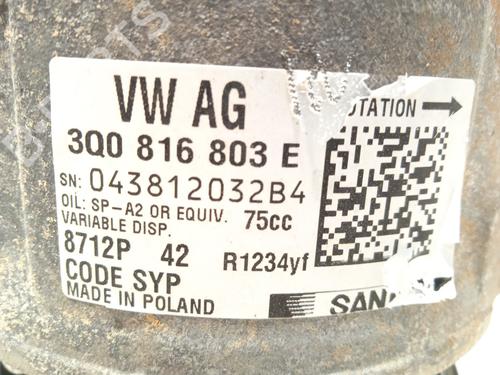 VW AG
3Q0 816 803 E
SN: 043812032B4
OIL: SP-A2 OR EQUIV. 75cc
VARIABLE DISP.
8712P 42 R1234yf
CODE SYP
MADE IN POLAND